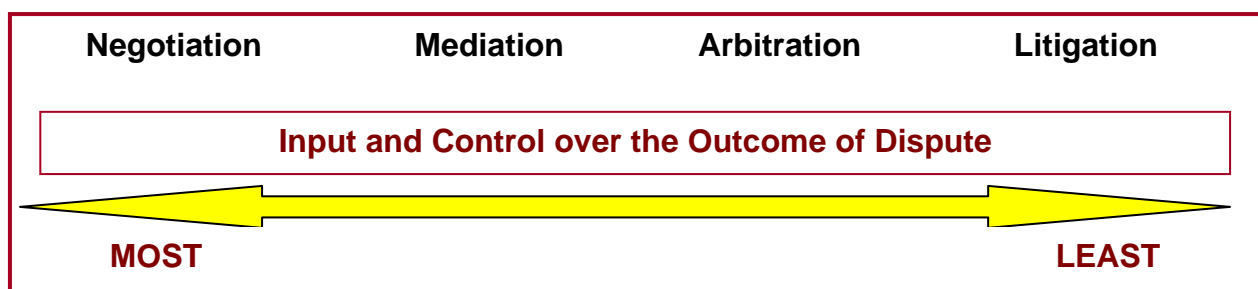 Negotiation Mediation Arbitration Litigation
Input and Control over the Outcome of Dispute
MOST LEAST